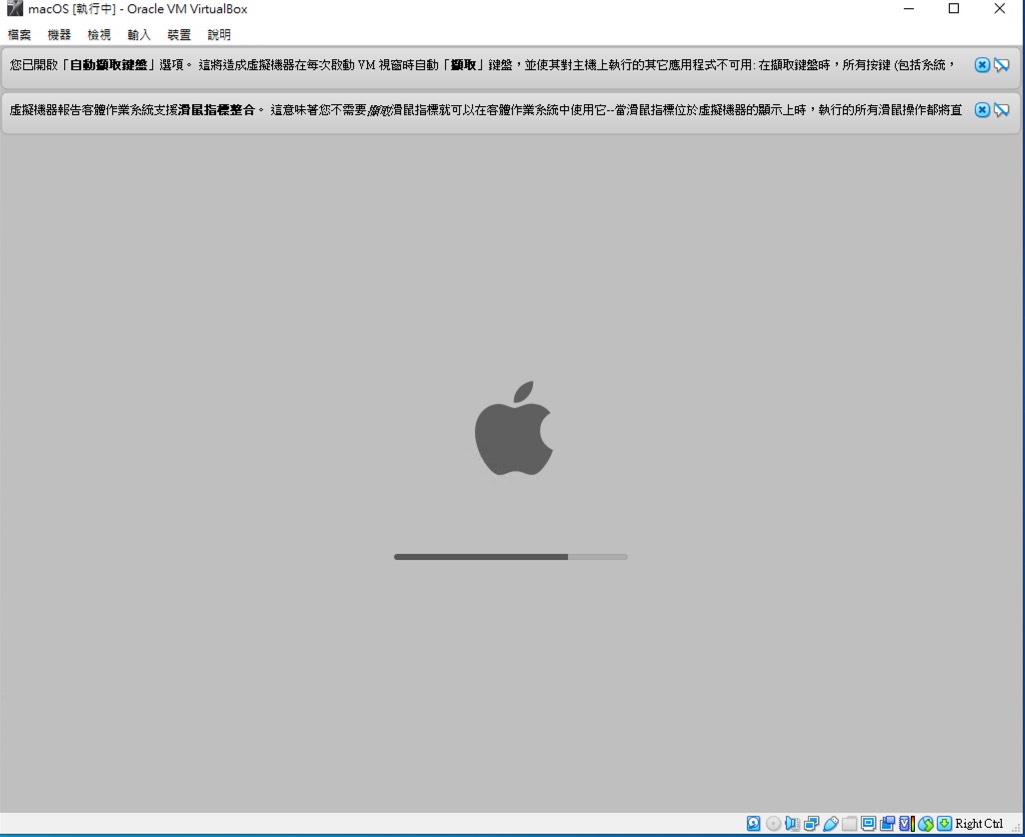 macOS [執行中] - Oracle VM VirtualBox
檔案 機器 檢視 輸入 裝置 說明
您已開啟「自動擷取鍵盤」選項。 這將造成虛擬機器在每次啟動 VM 視窗時自動「擷取」鍵盤，並使其對主機上執行的其它應用程式不可用: 在擷取鍵盤時，所有按鍵 (包括系統，
虛擬機器報告客體作業系統支援滑鼠指標整合。 這意味著您不需要擷取滑鼠指標就可以在客體作業系統中使用它--當滑鼠指標位於虛擬機器的顯示上時，執行的所有滑鼠操作都將直
Right Ctrl